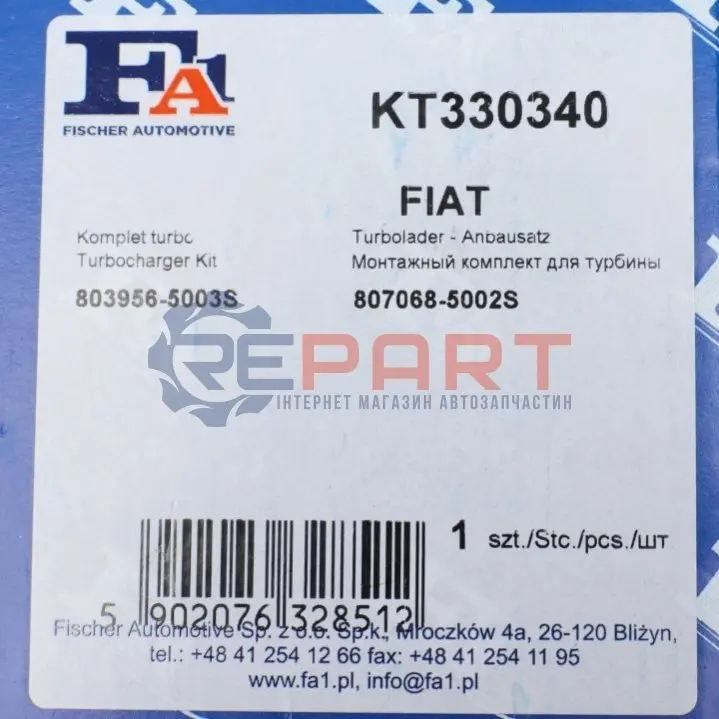 FA1
FISCHER AUTOMOTIVE
KT330340
FIAT
Komplet turbo
Turbocharger Kit
Turbolader - Anbausatz
Монтажный комплект для турбины
803956-5003S
807068-5002S
REPART
ІНТЕРНЕТ МАГАЗИН АВТОЗАПЧАСТИН
1 szt./Stc./pcs./шт
5 902076 328512
Fischer Automotive Sp. z o.o. Sp.k., Mroczków 4a, 26-120 Bliżyn,
tel.: +48 41 254 12 66 fax: +48 41 254 11 95
www.fa1.pl, info@fa1.pl